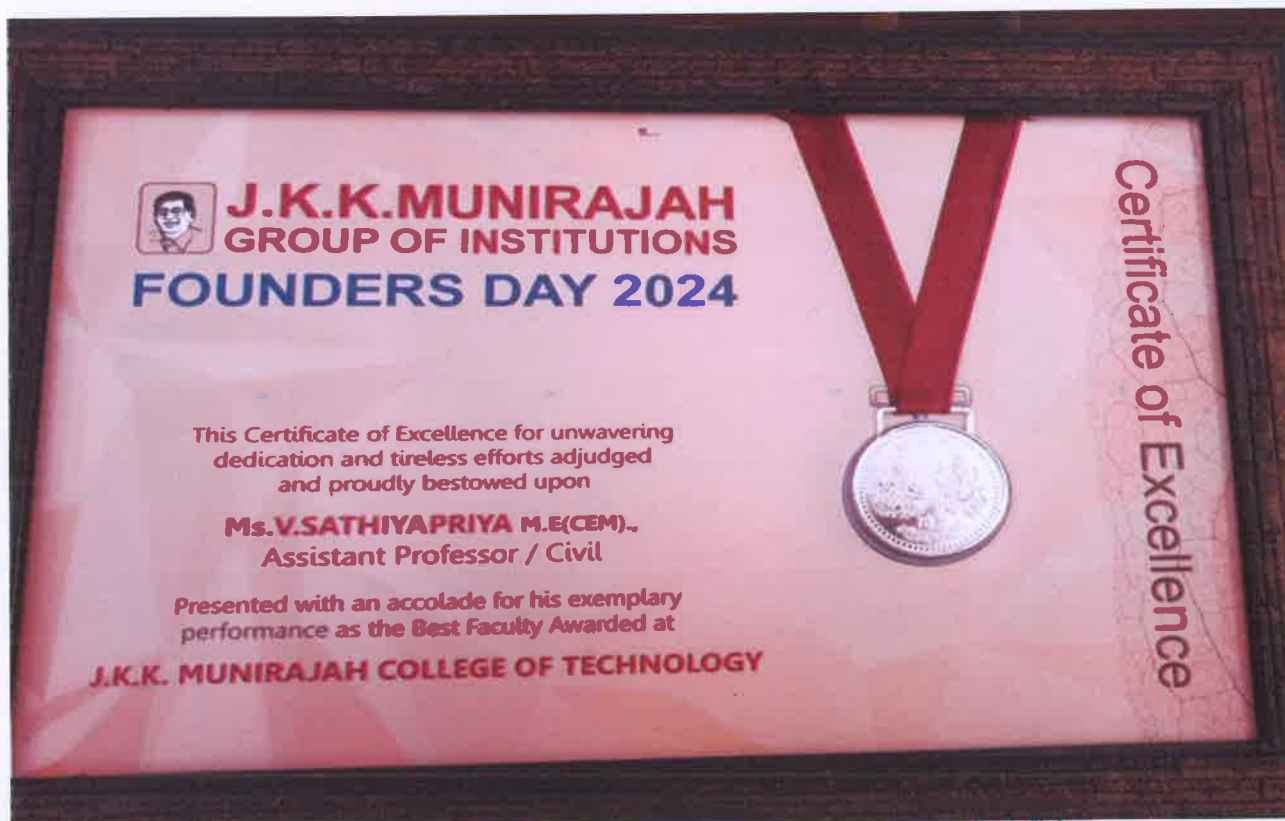 J.K.K.MUNIRAJAH
GROUP OF INSTITUTIONS
FOUNDERS DAY 2024
This Certificate of Excellence for unwavering
dedication and tireless efforts adjudged
and proudly bestowed upon
Ms.V.SATHIYAPRIYA M.E(CEM).,
Assistant Professor / Civil
Presented with an accolade for his exemplary
performance as the Best Faculty Awarded at
J.K.K. MUNIRAJAH COLLEGE OF TECHNOLOGY
Certificate of Excellence